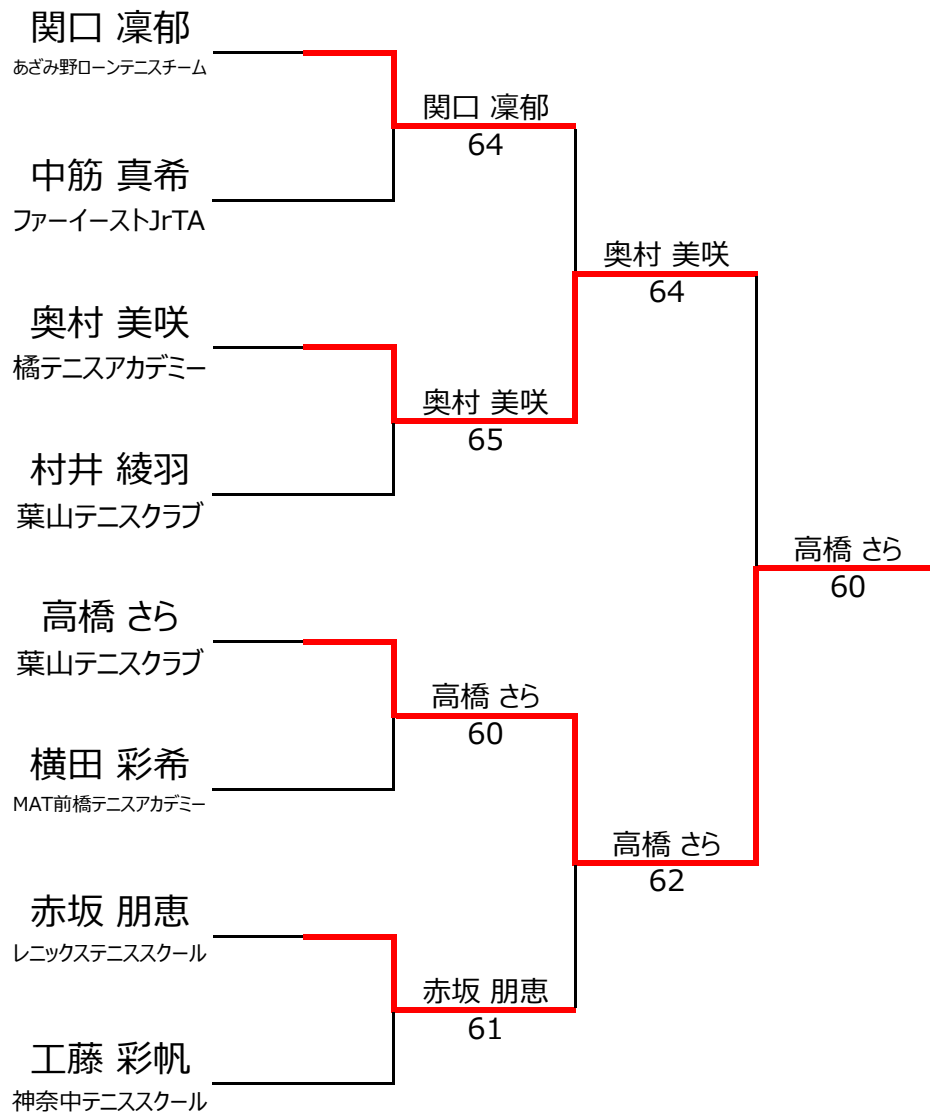 関口 凜郁
あざみ野ローンテニスチーム
関口 凜郁
64
中筋 真希
ファーイーストJrTA
奥村 美咲
64
奥村 美咲
橘テニスアカデミー
奥村 美咲
65
村井 綾羽
葉山テニスクラブ
高橋 さら
60
高橋 さら
葉山テニスクラブ
高橋 さら
60
横田 彩希
MAT前橋テニスアカデミー
高橋 さら
62
赤坂 朋恵
レニックステニススクール
赤坂 朋恵
61
工藤 彩帆
神奈中テニススクール